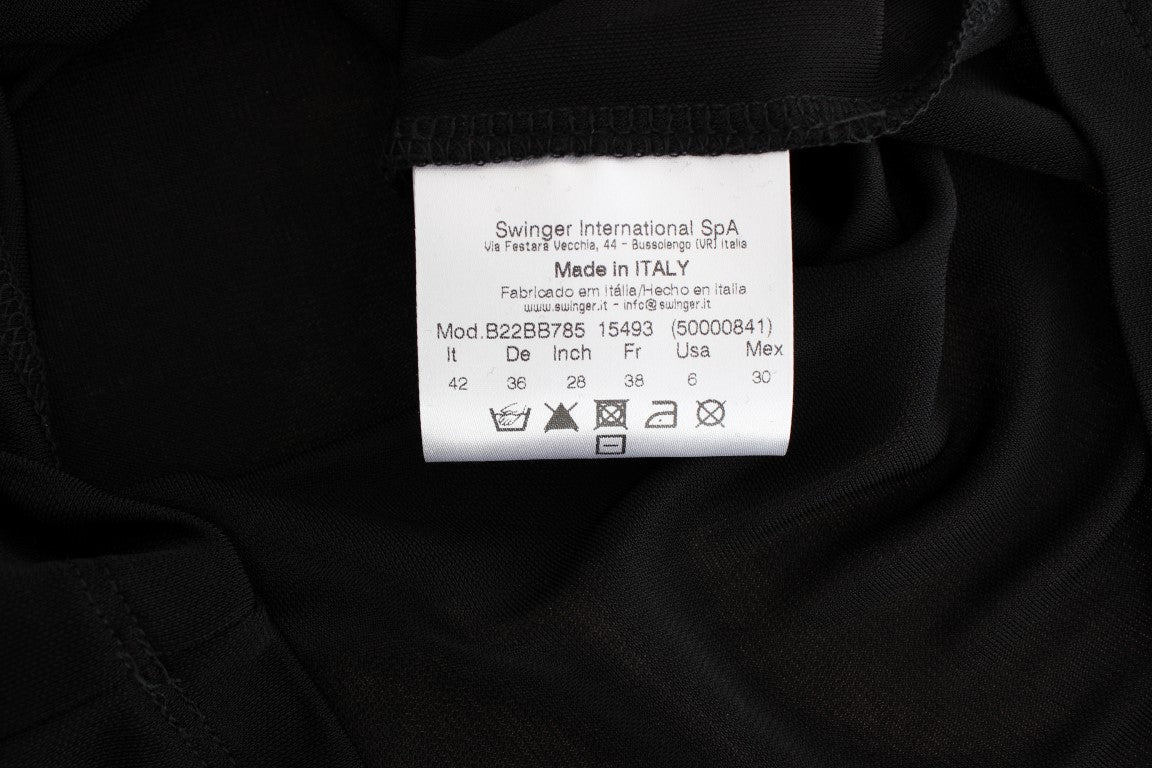 Swinger International SpA
Via Festara Vecchia, 44 - Bussolengo (VR) Italia
Made in ITALY
Fabricado em Itália/Hecho en Italia
www.swinger.it - info@swinger.it
Mod.B22BB785 15493 (50000841)
It De Inch Fr Usa Mex
42 36 28 38 6 30